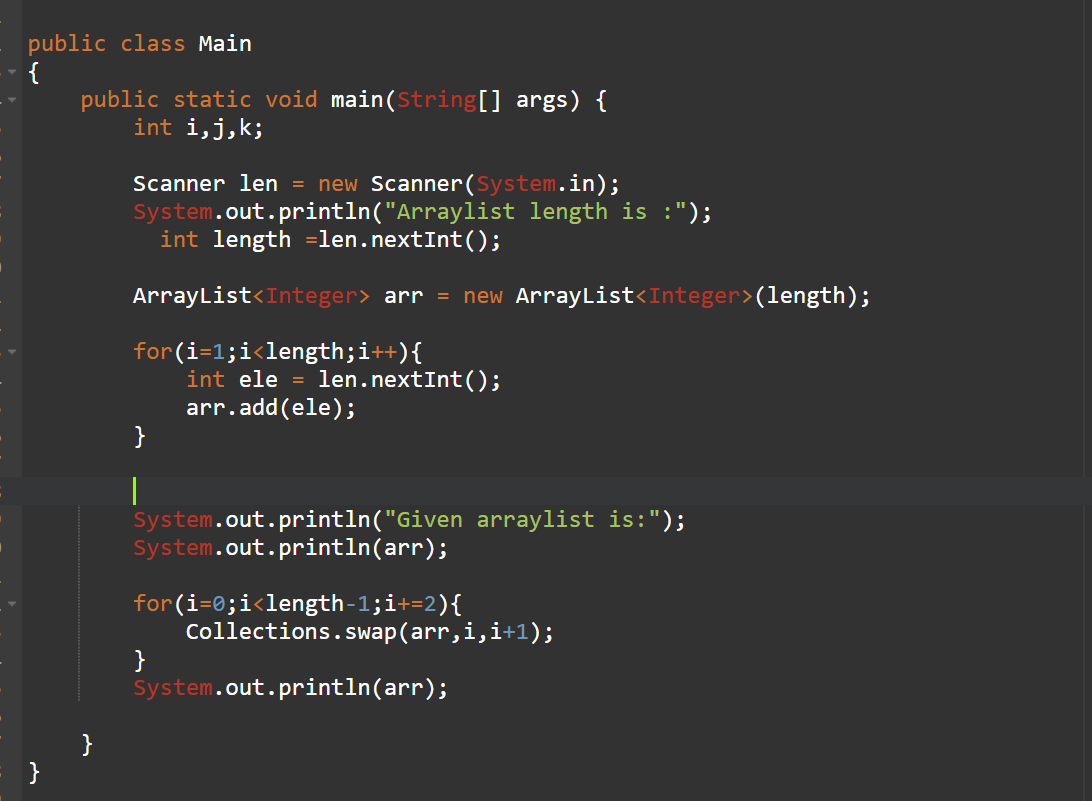 public class Main
{
    public static void main(String[] args) {
        int i,j,k;
        Scanner len = new Scanner(System.in);
        System.out.println("Arraylist length is :");
          int length =len.nextInt();
        ArrayList<Integer> arr = new ArrayList<Integer>(length);
        for(i=1;i<length;i++){
            int ele = len.nextInt();
            arr.add(ele);
        }
        System.out.println("Given arraylist is:");
        System.out.println(arr);
        for(i=0;i<length-1;i+=2){
            Collections.swap(arr,i,i+1);
        }
        System.out.println(arr);
    }
}